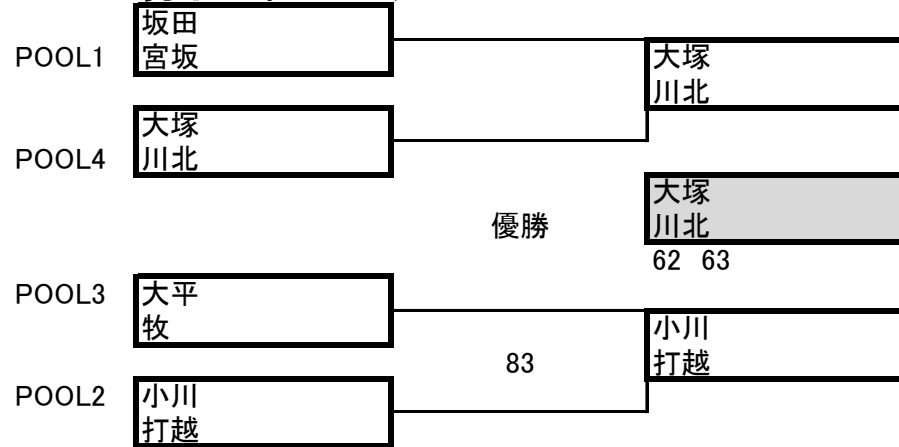 坂田
POOL1 宮坂
大塚
川北
大塚
POOL4 川北
大塚
優勝 川北
62 63
POOL3 大平
牧
小川
83 打越
POOL2 小川
打越